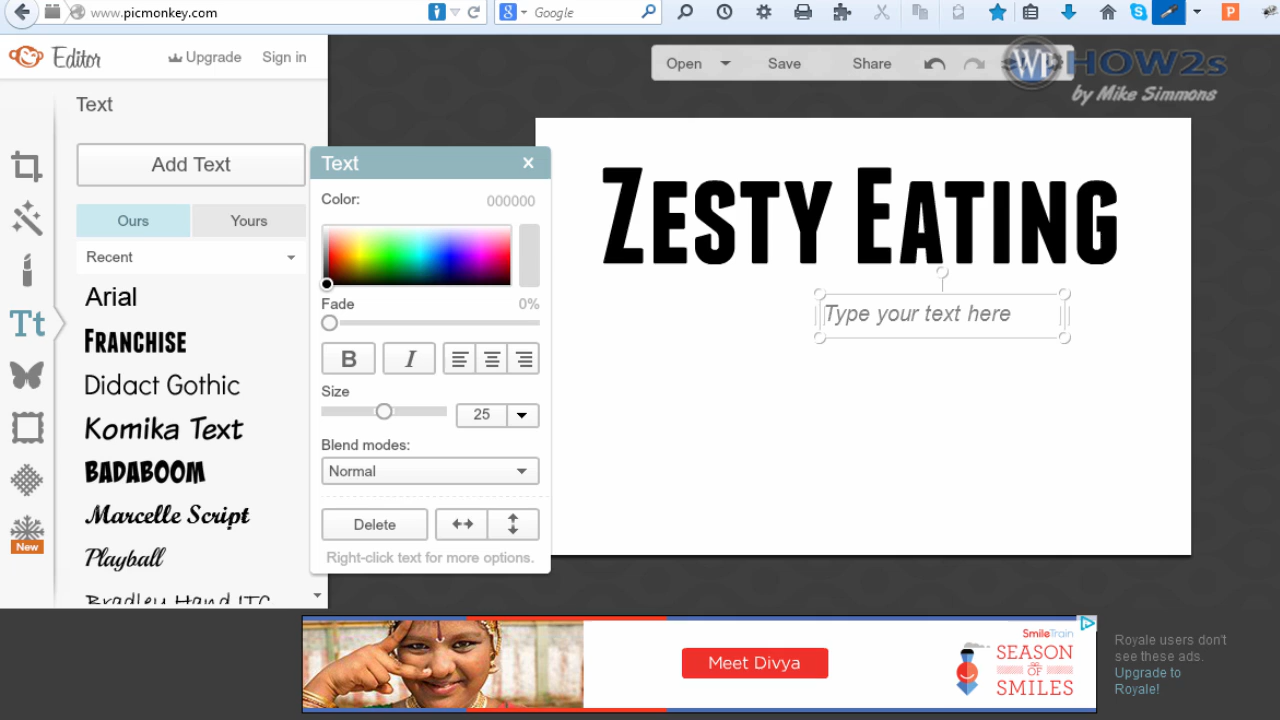 www.picmonkey.com
Google
Editor
Upgrade
Sign in
Open
Save
Share
WP HOW2s
by Mike Simmons
Text
Add Text
Ours
Yours
Recent
Arial
FRANCHISE
Didact Gothic
Komika Text
BADABOOM
Marcelle Script
Playball
Bradley Hand ITC
New
Text
Color:
000000
Fade
0%
B
I
Size
25
Blend modes:
Normal
Delete
Right-click text for more options.
ZESTY EATING
Type your text here
Meet Divya
SmileTrain
SEASON
OF
SMILES
Royale users don't
see these ads.
Upgrade to
Royale!